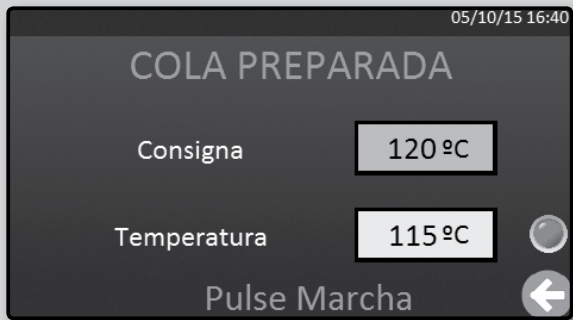 05/10/15 16:40
COLA PREPARADA
Consigna 120 ºC
Temperatura 115 ºC
Pulse Marcha